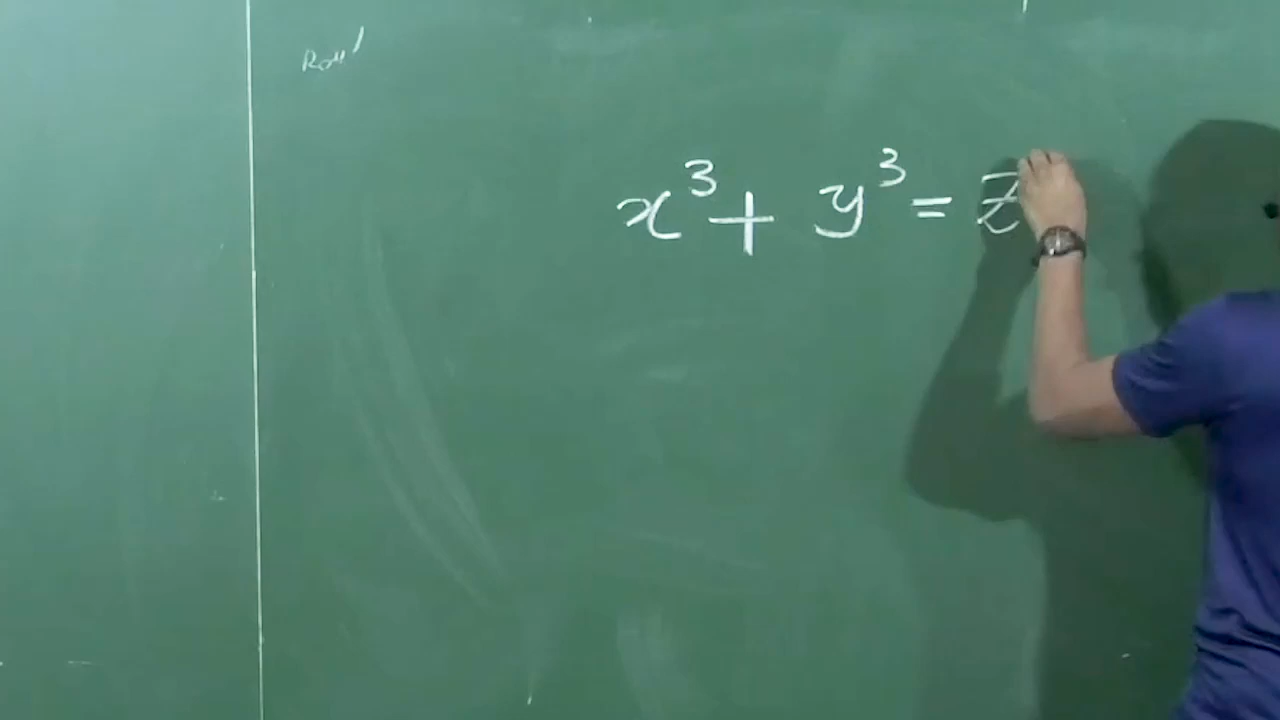 x³ + y³ = z